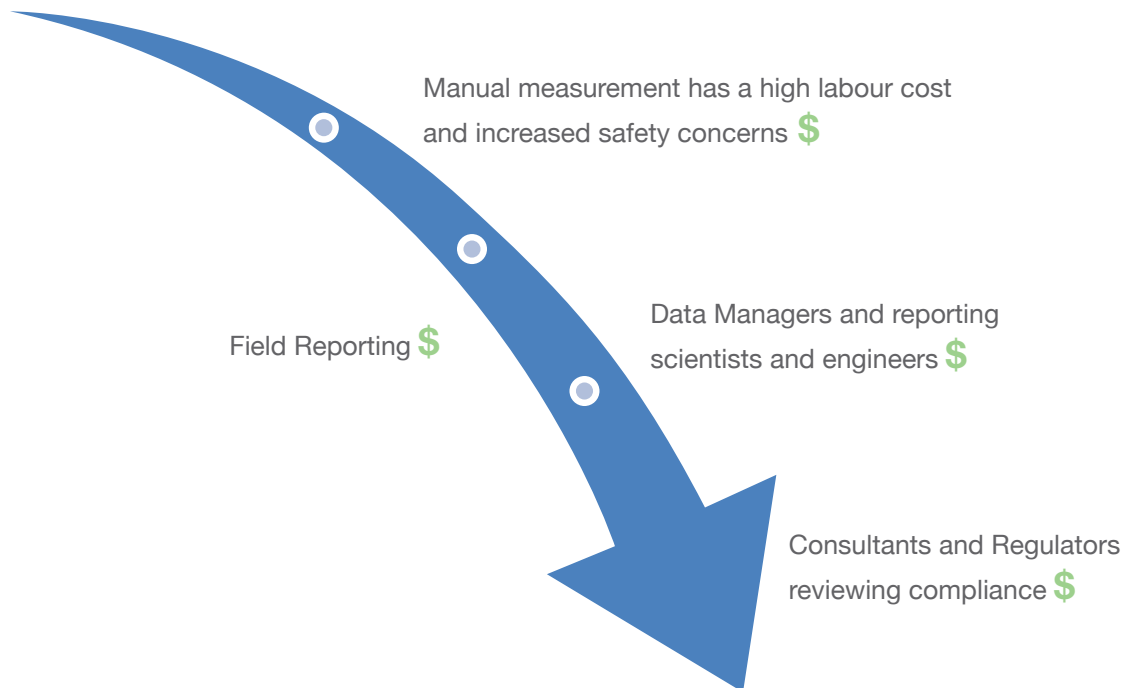 Manual measurement has a high labour cost
and increased safety concerns $
Field Reporting $
Data Managers and reporting
scientists and engineers $
Consultants and Regulators
reviewing compliance $